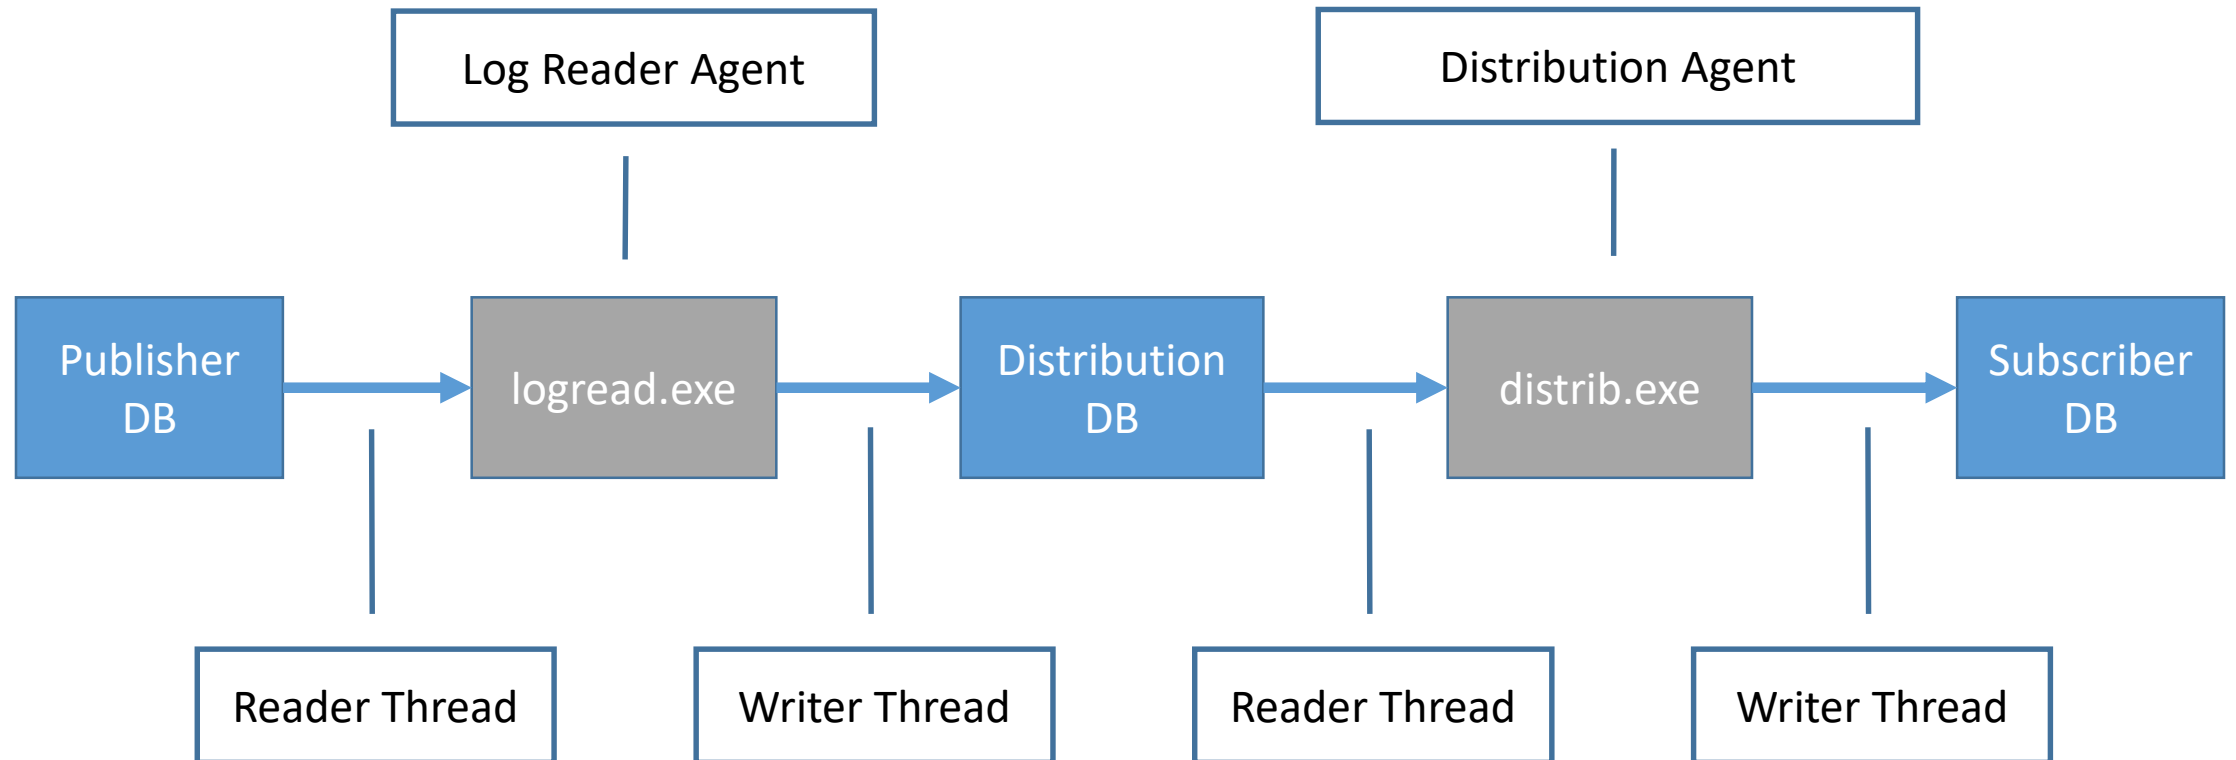 Log Reader Agent
Distribution Agent
Publisher
DB
logread.exe
Distribution
DB
distrib.exe
Subscriber
DB
Reader Thread
Writer Thread
Reader Thread
Writer Thread